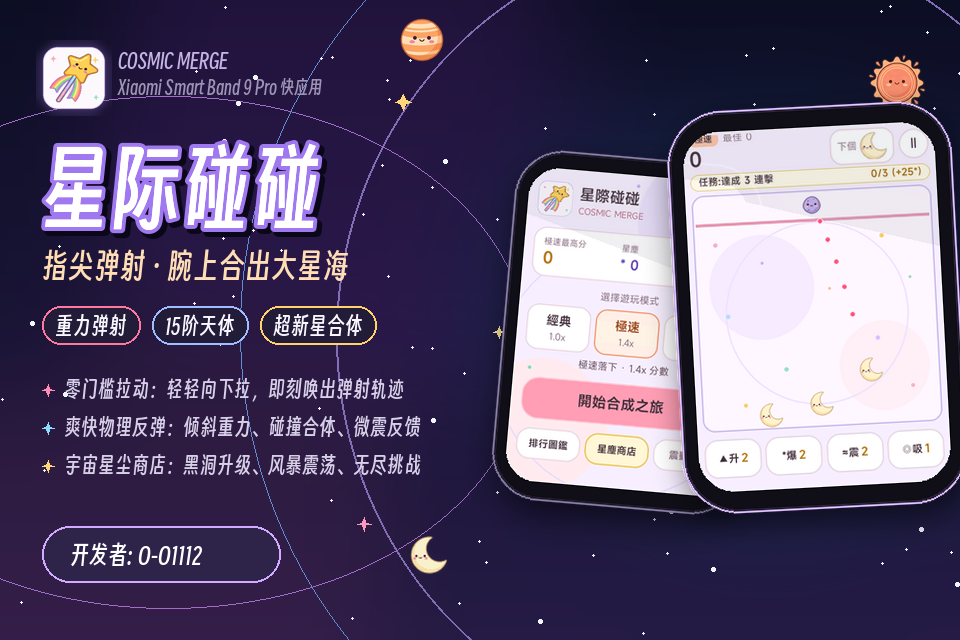 COSMIC MERGE
Xiaomi Smart Band 9 Pro 快应用
星际碰碰
指尖弹射 · 腕上合出大星海
重力弹射
15阶天体
超新星合体
零门槛拉动：轻轻向下拉，即刻唤出弹射轨迹
爽快物理反弹：倾斜重力、碰撞合体、微震反馈
宇宙星尘商店：黑洞升级、风暴震荡、无尽挑战
开发者: O-O1112
星際碰碰
COSMIC MERGE
極速最高分
0
星塵
0
選擇遊玩模式
經典
1.0x
極速
1.4x
極速落下 · 1.4x 分數
開始合成之旅
排行圖鑑
星塵商店
最佳 0
0
下個
任務:達成 3 連擊
0/3 (+25*)
▲升 2
*爆 2
≈震 2
◎吸 1